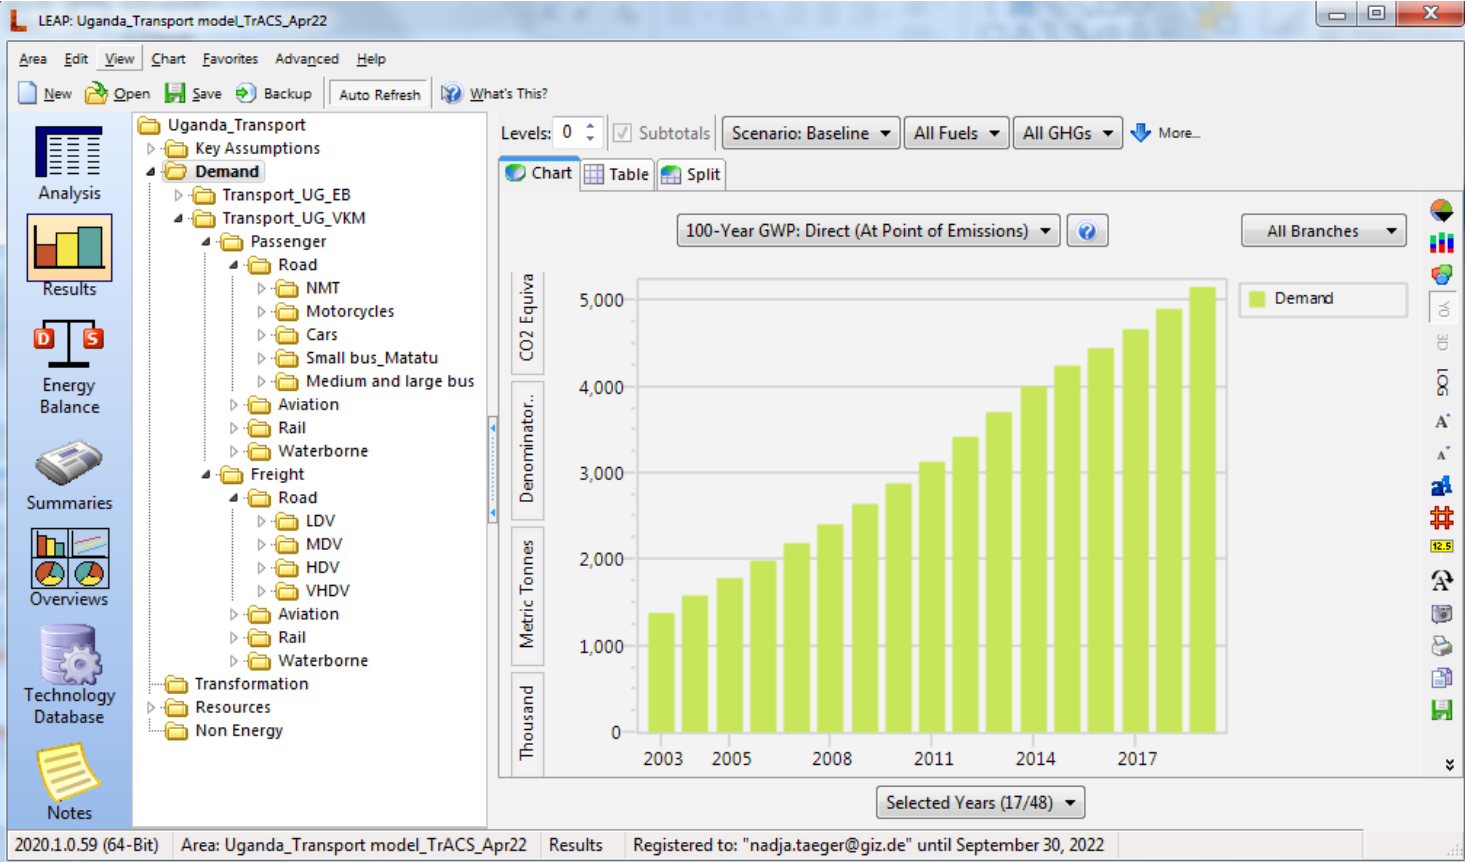 LEAP: Uganda_Transport model_TrACS_Apr22
Area Edit View Chart Favorites Advanced Help
New Open Save Backup Auto Refresh What's This?
Analysis
Results
Energy
Balance
Summaries
Overviews
Technology
Database
Notes
Uganda_Transport
Key Assumptions
Demand
Transport_UG_EB
Transport_UG_VKM
Passenger
Road
NMT
Motorcycles
Cars
Small bus_Matatu
Medium and large bus
Aviation
Rail
Waterborne
Freight
Road
LDV
MDV
HDV
VHDV
Aviation
Rail
Waterborne
Transformation
Resources
Non Energy
Levels: 0 Subtotals Scenario: Baseline All Fuels All GHGs More...
Chart Table Split
100-Year GWP: Direct (At Point of Emissions) ? All Branches
CO2 Equiva
Denominator..
Metric Tonnes
Thousand
5,000
4,000
3,000
2,000
1,000
0
2003 2005 2008 2011 2014 2017
Demand
Y0
3D
LOG
A
A
a
12.5
A
Selected Years (17/48)
2020.1.0.59 (64-Bit) Area: Uganda_Transport model_TrACS_Apr22 Results Registered to: "nadja.taeger@giz.de" until September 30, 2022